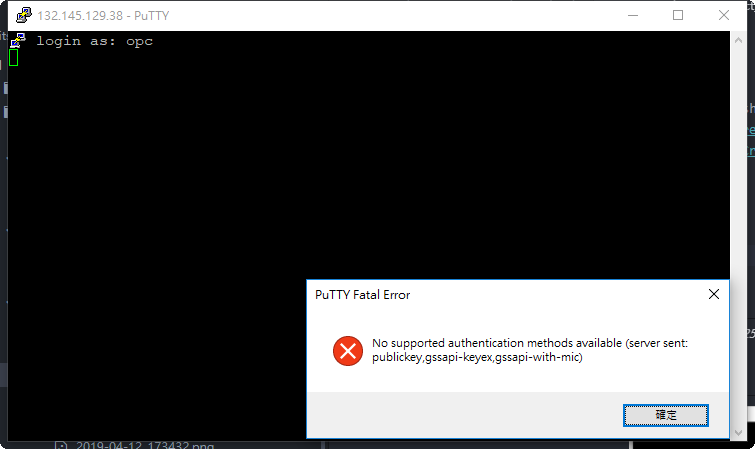 132.145.129.38 - PuTTY
login as: opc
PuTTY Fatal Error
No supported authentication methods available (server sent:
publickey,gssapi-keyex,gssapi-with-mic)
確定
2019-04-12_173432.png